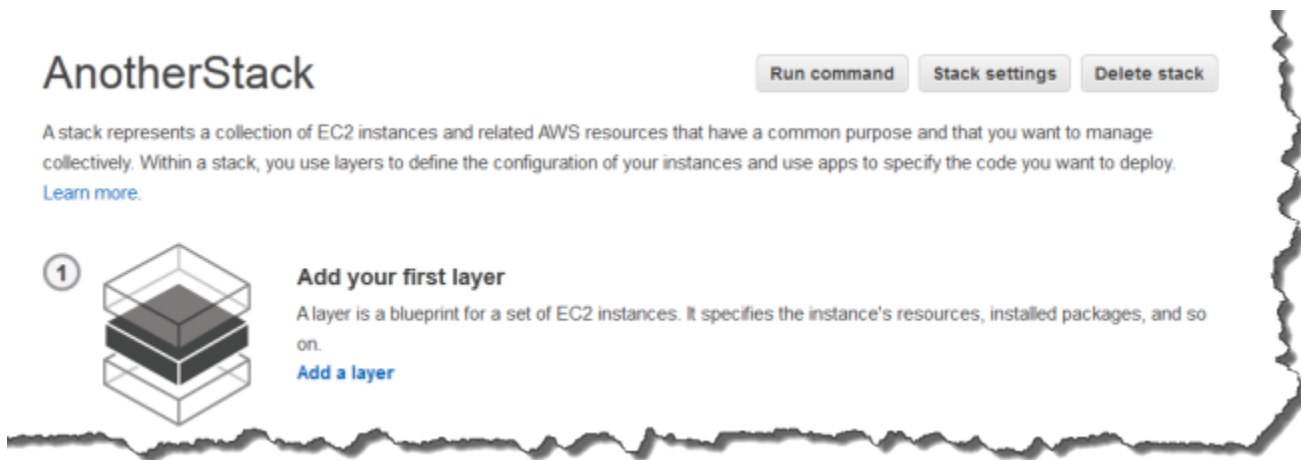 AnotherStack
Run command Stack settings Delete stack
A stack represents a collection of EC2 instances and related AWS resources that have a common purpose and that you want to manage
collectively. Within a stack, you use layers to define the configuration of your instances and use apps to specify the code you want to deploy.
Learn more.
1
Add your first layer
A layer is a blueprint for a set of EC2 instances. It specifies the instance's resources, installed packages, and so
on.
Add a layer